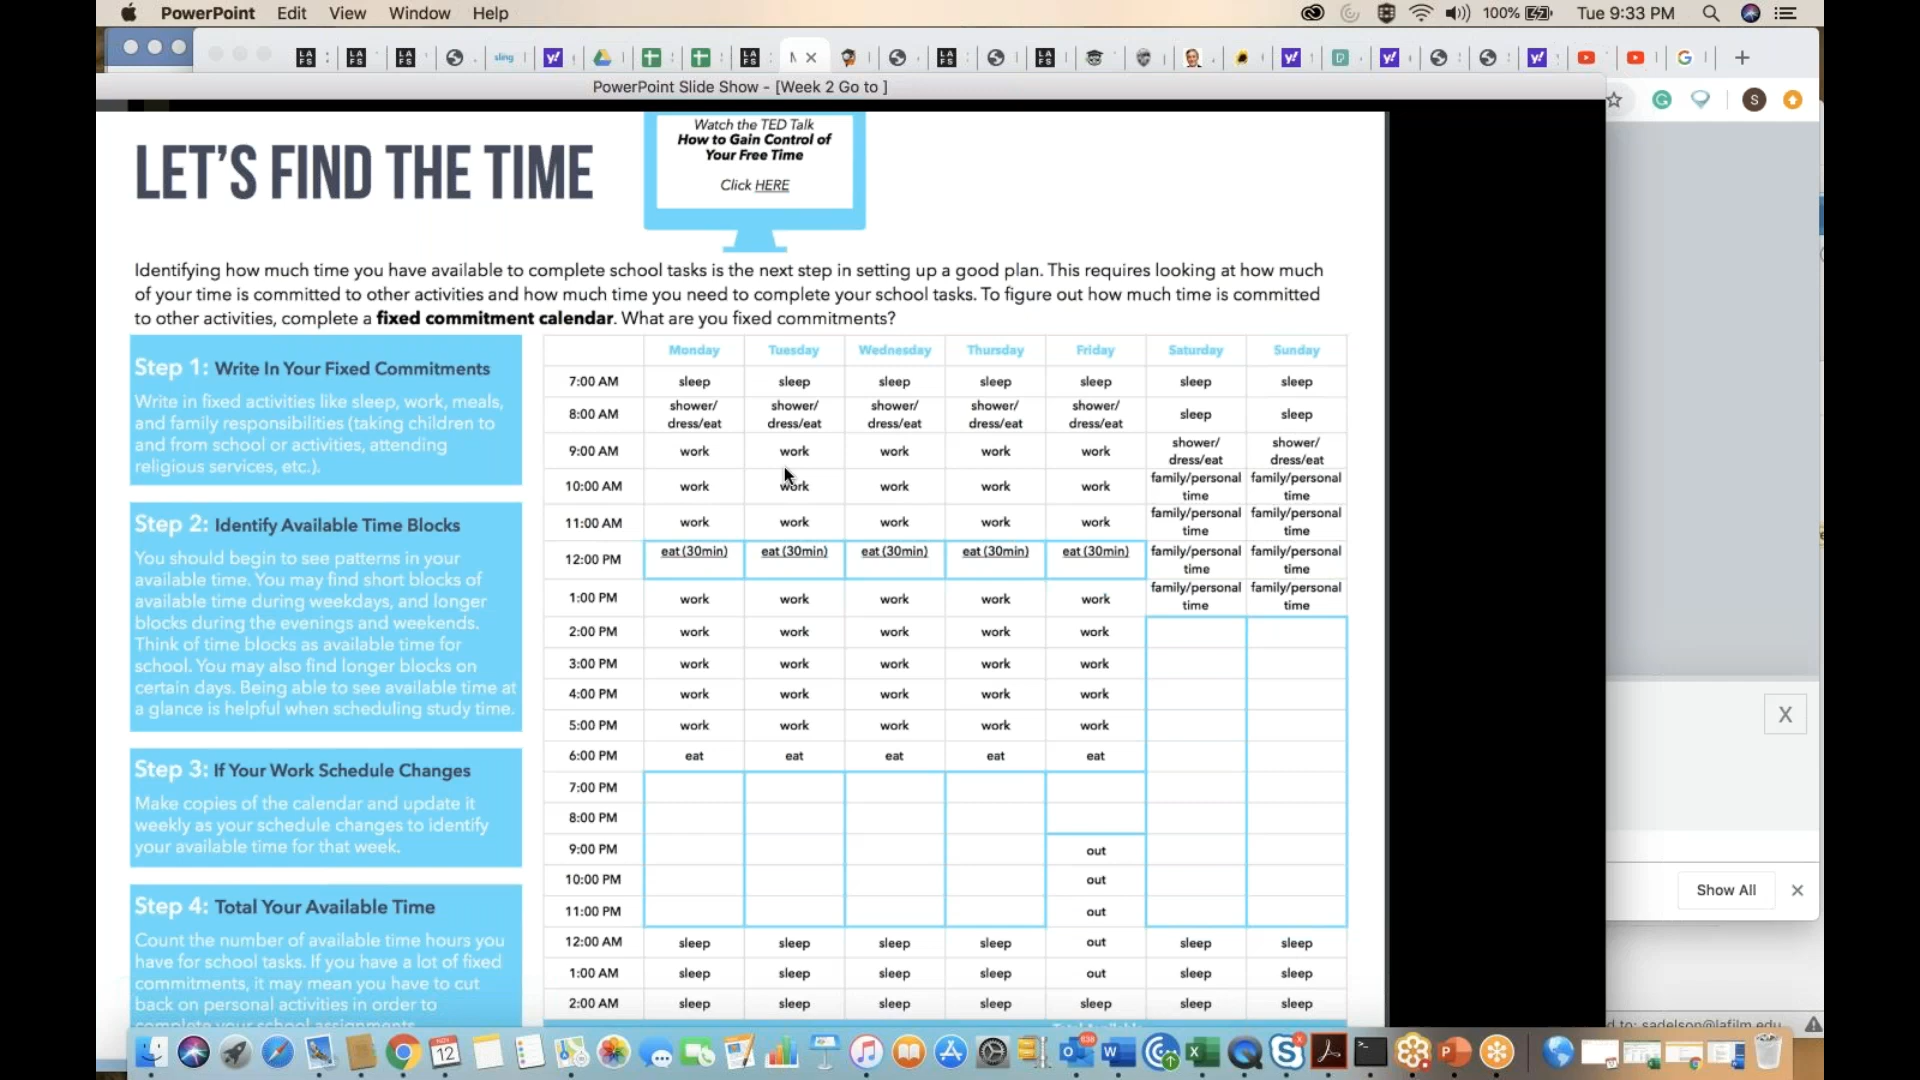 PowerPoint Edit View Window Help 100% Tue 9:33 PM
sling
PowerPoint Slide Show - [Week 2 Go to ]
S
Watch the TED Talk
How to Gain Control of
Your Free Time
Click HERE
LET'S FIND THE TIME
Identifying how much time you have available to complete school tasks is the next step in setting up a good plan. This requires looking at how much
of your time is committed to other activities and how much time you need to complete your school tasks. To figure out how much time is committed
to other activities, complete a fixed commitment calendar. What are you fixed commitments?
Step 1: Write In Your Fixed Commitments
Write in fixed activities like sleep, work, meals,
and family responsibilities (taking children to
and from school or activities, attending
religious services, etc.).
Step 2: Identify Available Time Blocks
You should begin to see patterns in your
available time. You may find short blocks of
available time during weekdays, and longer
blocks during the evenings and weekends.
Think of time blocks as available time for
school. You may also find longer blocks on
certain days. Being able to see available time at
a glance is helpful when scheduling study time.
Step 3: If Your Work Schedule Changes
Make copies of the calendar and update it
weekly as your schedule changes to identify
your available time for that week.
Step 4: Total Your Available Time
Count the number of available time hours you
have for school tasks. If you have a lot of fixed
commitments, it may mean you have to cut
back on personal activities in order to
complete your school assignments
Monday Tuesday Wednesday Thursday Friday Saturday Sunday
7:00 AM sleep sleep sleep sleep sleep sleep sleep
8:00 AM shower/ dress/eat shower/ dress/eat shower/ dress/eat shower/ dress/eat shower/ dress/eat sleep sleep
9:00 AM work work work work work shower/ dress/eat shower/ dress/eat
10:00 AM work work work work work family/personal time family/personal time
11:00 AM work work work work work family/personal time family/personal time
12:00 PM eat (30min) eat (30min) eat (30min) eat (30min) eat (30min) family/personal time family/personal time
1:00 PM work work work work work family/personal time family/personal time
2:00 PM work work work work work
3:00 PM work work work work work
4:00 PM work work work work work
5:00 PM work work work work work
6:00 PM eat eat eat eat eat
7:00 PM
8:00 PM
9:00 PM out
10:00 PM out
11:00 PM out
12:00 AM sleep sleep sleep sleep out sleep sleep
1:00 AM sleep sleep sleep sleep out sleep sleep
2:00 AM sleep sleep sleep sleep sleep sleep sleep
Total Available
X
Show All
d to: sadelson@lafilm.edu
NOV 12